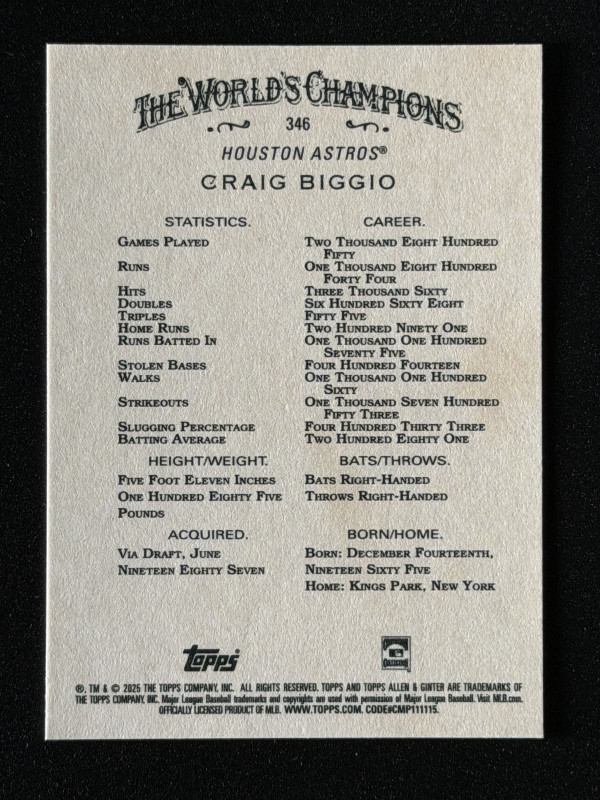 THE WORLD'S CHAMPIONS
346
HOUSTON ASTROS®
CRAIG BIGGIO
STATISTICS. CAREER.
GAMES PLAYED TWO THOUSAND EIGHT HUNDRED
FIFTY
RUNS ONE THOUSAND EIGHT HUNDRED
FORTY FOUR
HITS THREE THOUSAND SIXTY
DOUBLES SIX HUNDRED SIXTY EIGHT
TRIPLES FIFTY FIVE
HOME RUNS TWO HUNDRED NINETY ONE
RUNS BATTED IN ONE THOUSAND ONE HUNDRED
SEVENTY FIVE
STOLEN BASES FOUR HUNDRED FOURTEEN
WALKS ONE THOUSAND ONE HUNDRED
SIXTY
STRIKEOUTS ONE THOUSAND SEVEN HUNDRED
FIFTY THREE
SLUGGING PERCENTAGE FOUR HUNDRED THIRTY THREE
BATTING AVERAGE TWO HUNDRED EIGHTY ONE
HEIGHT/WEIGHT. BATS/THROWS.
FIVE FOOT ELEVEN INCHES BATS RIGHT-HANDED
ONE HUNDRED EIGHTY FIVE THROWS RIGHT-HANDED
POUNDS
ACQUIRED. BORN/HOME.
VIA DRAFT, JUNE BORN: DECEMBER FOURTEENTH,
NINETEEN EIGHTY SEVEN NINETEEN SIXTY FIVE
HOME: KINGS PARK, NEW YORK
Topps
®, TM & © 2025 THE TOPPS COMPANY, INC. ALL RIGHTS RESERVED. TOPPS AND TOPPS ALLEN & GINTER ARE TRADEMARKS OF
THE TOPPS COMPANY, INC. Major League Baseball trademarks and copyrights are used with permission of Major League Baseball. Visit MLB.com.
OFFICIALLY LICENSED PRODUCT OF MLB. WWW.TOPPS.COM. CODE#CMP111115.